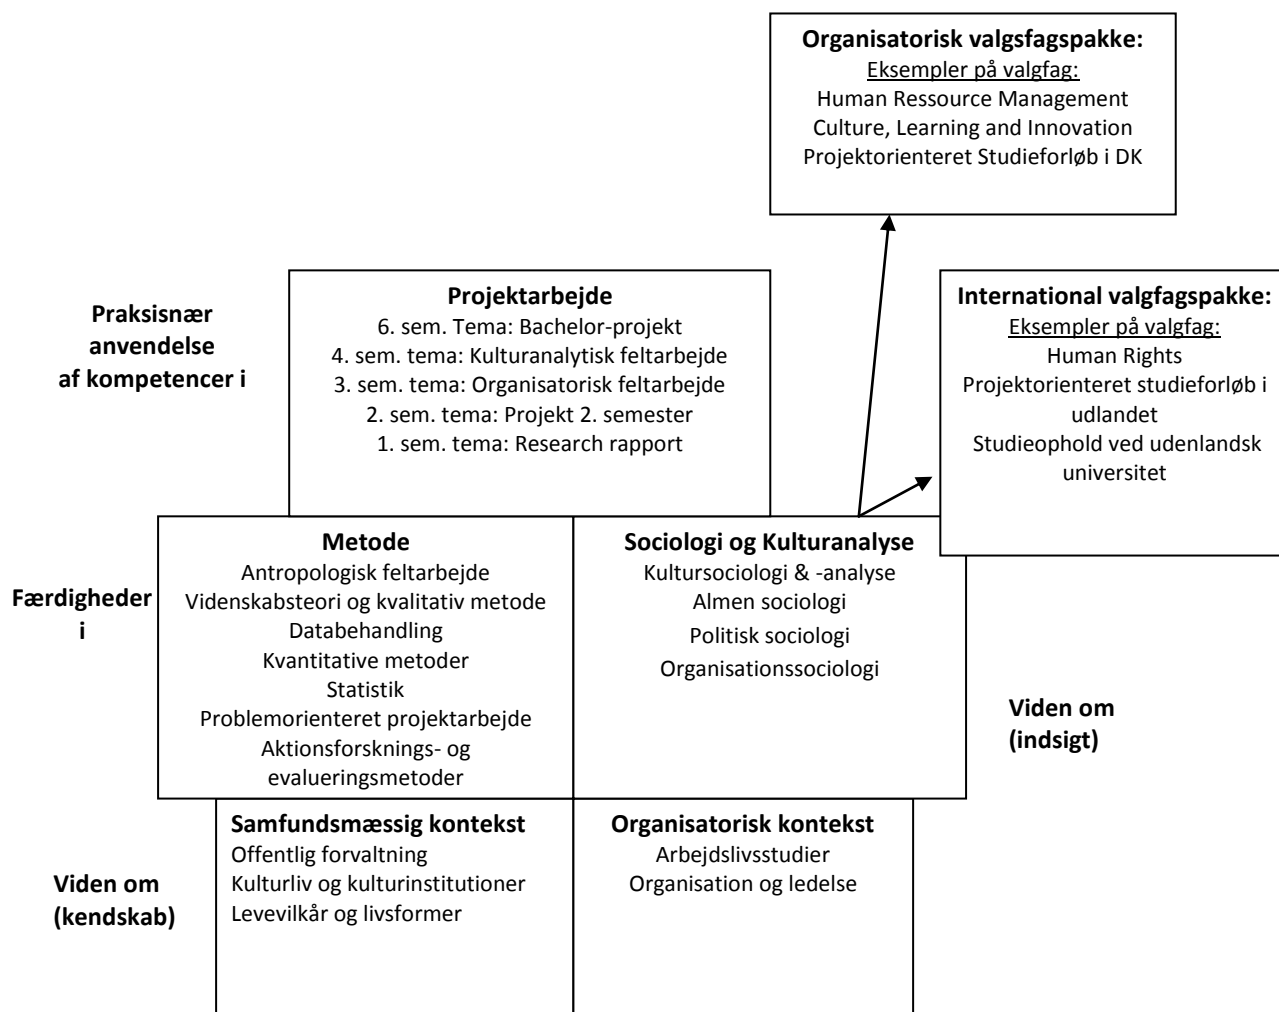 Organisatorisk valgsfagspakke:
Eksempler på valgfag:
Human Ressource Management
Culture, Learning and Innovation
Projektorienteret Studieforløb i DK
Praksisnær
anvendelse
af kompetencer i
Projektarbejde
6. sem. Tema: Bachelor-projekt
4. sem. tema: Kulturanalytisk feltarbejde
3. sem. tema: Organisatorisk feltarbejde
2. sem. tema: Projekt 2. semester
1. sem. tema: Research rapport
International valgfagspakke:
Eksempler på valgfag:
Human Rights
Projektorienteret studieforløb i
udlandet
Studieophold ved udenlandsk
universitet
Færdigheder
i
Metode
Antropologisk feltarbejde
Videnskabsteori og kvalitativ metode
Databehandling
Kvantitative metoder
Statistik
Problemorienteret projektarbejde
Aktionsforsknings- og
evalueringsmetoder
Sociologi og Kulturanalyse
Kultursociologi & -analyse
Almen sociologi
Politisk sociologi
Organisationssociologi
Viden om
(indsigt)
Viden om
(kendskab)
Samfundsmæssig kontekst
Offentlig forvaltning
Kulturliv og kulturinstitutioner
Levevilkår og livsformer
Organisatorisk kontekst
Arbejdslivsstudier
Organisation og ledelse